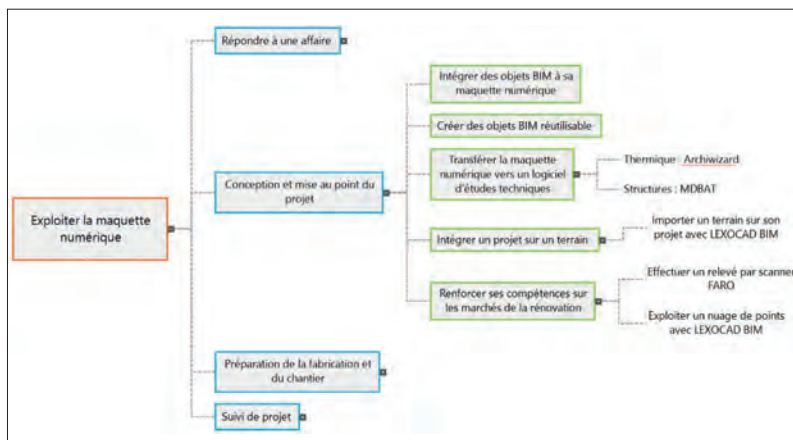 Répondre à une affaire
Intégrer des objets BIM à sa
maquette numérique
Créer des objets BIM réutilisable
Transférer la maquette
numérique vers un logiciel
d'études techniques
Thermique : Archiwizard
Structures : MDBAT
Conception et mise au point du
projet
Exploiter la maquette
numérique
Intégrer un projet sur un terrain
Importer un terrain sur son
projet avec LEXOCAD BIM
Renforcer ses compétences sur
les marchés de la rénovation
Effectuer un relevé par scanner
FARO
Exploiter un nuage de points
avec LEXOCAD BIM
Préparation de la fabrication et
du chantier
Suivi de projet